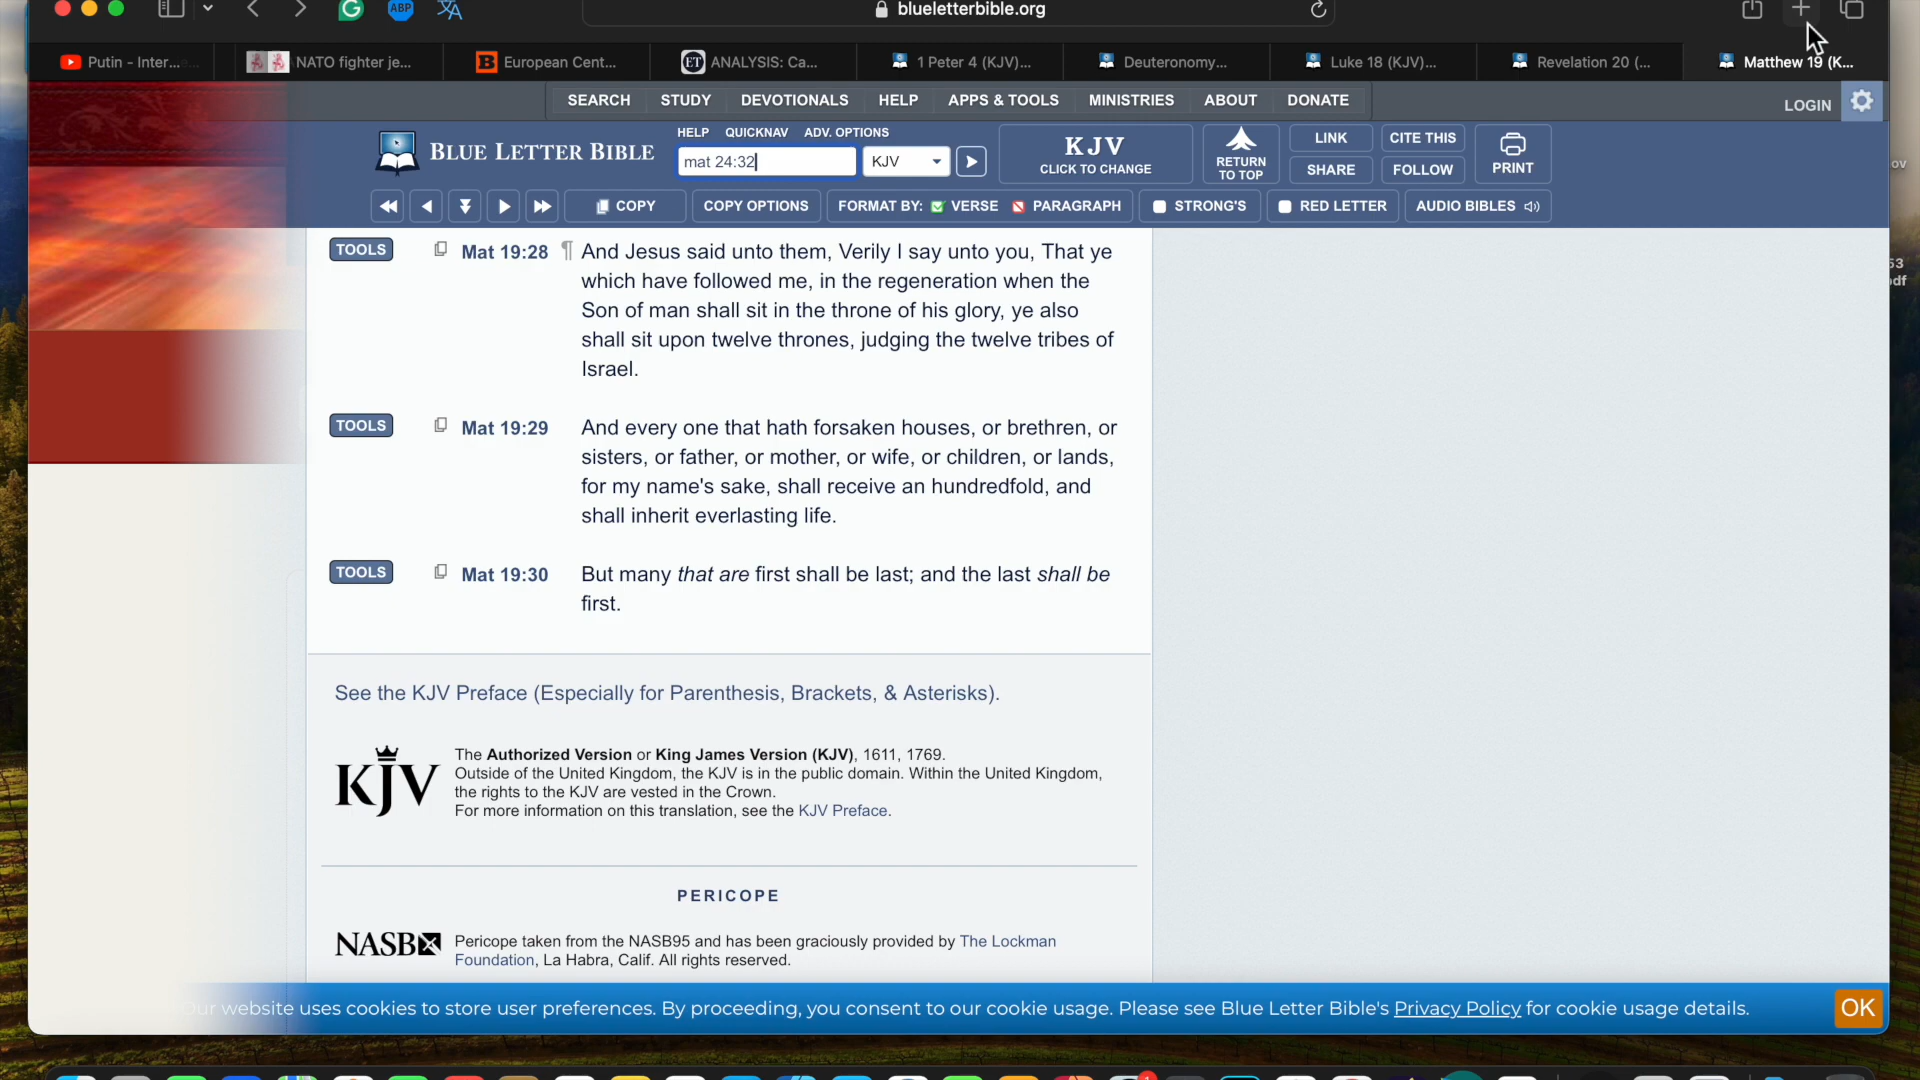 ABP
blueletterbible.org
Putin - Inter...
NATO fighter je...
European Cent...
ET ANALYSIS: Ca...
1 Peter 4 (KJV)...
Deuteronomy...
Luke 18 (KJV)...
Revelation 20 (...
Matthew 19 (K...
SEARCH STUDY DEVOTIONALS HELP APPS & TOOLS MINISTRIES ABOUT DONATE
LOGIN
HELP QUICKNAV ADV. OPTIONS
BLUE LETTER BIBLE
mat 24:32
KJV
KJV
CLICK TO CHANGE
RETURN
TO TOP
LINK
CITE THIS
SHARE
FOLLOW
PRINT
COPY
COPY OPTIONS
FORMAT BY: VERSE PARAGRAPH
STRONG'S
RED LETTER
AUDIO BIBLES
TOOLS Mat 19:28 ¶ And Jesus said unto them, Verily I say unto you, That ye
which have followed me, in the regeneration when the
Son of man shall sit in the throne of his glory, ye also
shall sit upon twelve thrones, judging the twelve tribes of
Israel.
TOOLS Mat 19:29 And every one that hath forsaken houses, or brethren, or
sisters, or father, or mother, or wife, or children, or lands,
for my name's sake, shall receive an hundredfold, and
shall inherit everlasting life.
TOOLS Mat 19:30 But many that are first shall be last; and the last shall be
first.
See the KJV Preface (Especially for Parenthesis, Brackets, & Asterisks).
KJV
The Authorized Version or King James Version (KJV), 1611, 1769.
Outside of the United Kingdom, the KJV is in the public domain. Within the United Kingdom,
the rights to the KJV are vested in the Crown.
For more information on this translation, see the KJV Preface.
PERICOPE
NASB
Pericope taken from the NASB95 and has been graciously provided by The Lockman
Foundation, La Habra, Calif. All rights reserved.
website uses cookies to store user preferences. By proceeding, you consent to our cookie usage. Please see Blue Letter Bible's Privacy Policy for cookie usage details.
OK